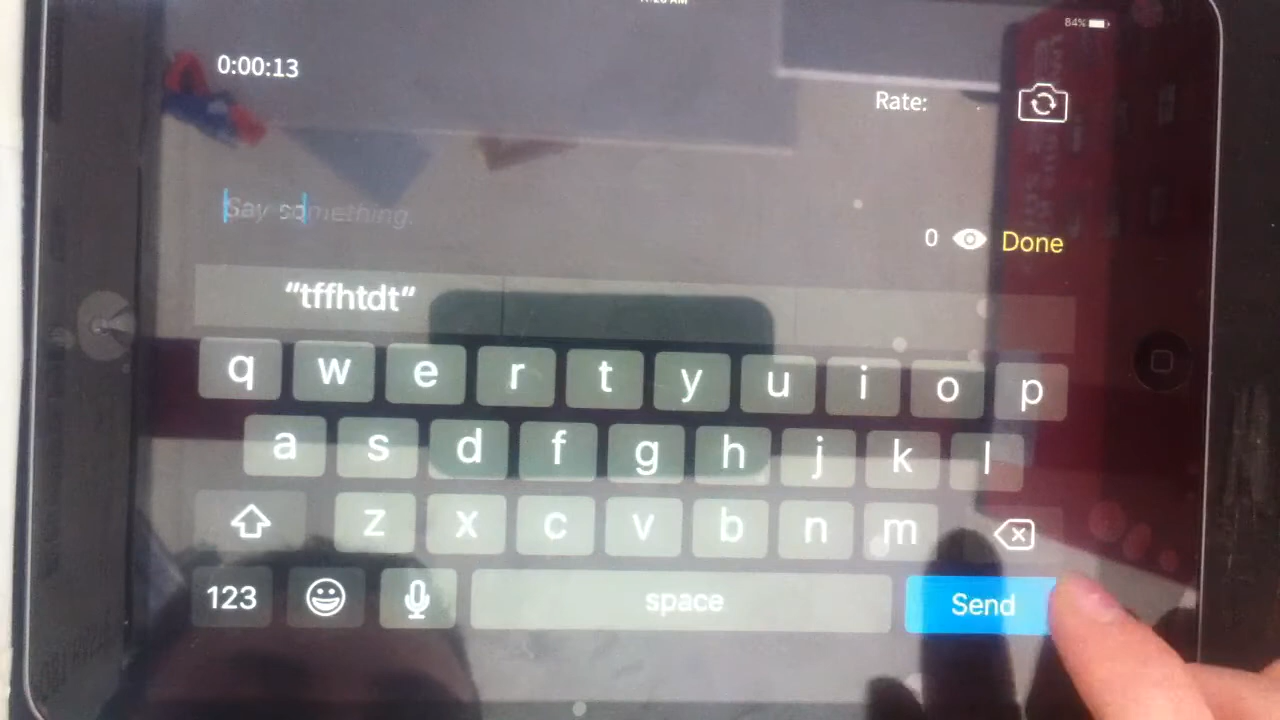 84%
0:00:13
Rate:
Say something.
0 Done
"tffhtdt"
q w e r t y u i o p
a s d f g h j k l
z x c v b n m
123 space Send